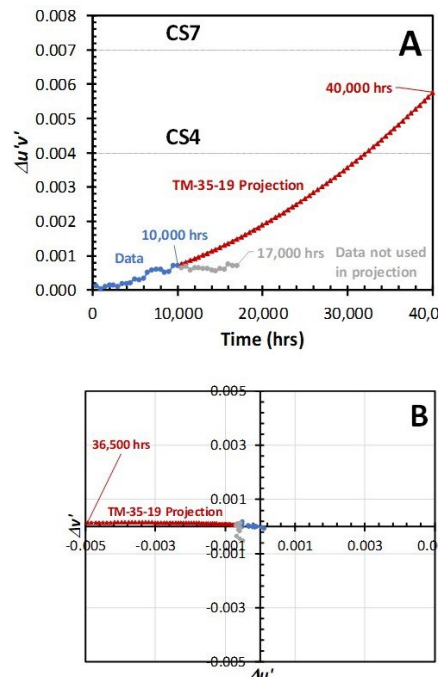 A
CS7
CS4
0.008
0.007
0.006
0.005
0.004
0.003
0.002
0.001
0.000
Δu'v'
40,000 hrs
TM-35-19 Projection
10,000 hrs
Data
17,000 hrs
Data not used
in projection
0 10,000 20,000 30,000 40,00
Time (hrs)
B
0.005
0.003
0.001
-0.001
-0.003
-0.005
36,500 hrs
TM-35-19 Projection
Δv'
-0.005 -0.003 -0.001 0.001 0.003 0.0
Δu'